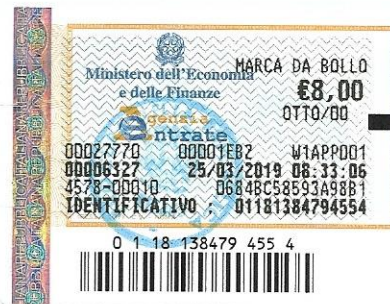 Ministero dell'Economia
e delle Finanze
MARCA DA BOLLO
€8,00
OTTO/00
Agenzia
Entrate
00027770 00001EB2 W1APP001
00006327 25/03/2019 08:33:06
4578-00010 0684BC58593A98B1
IDENTIFICATIVO : 01181384794554
0 1 18 138479 455 4